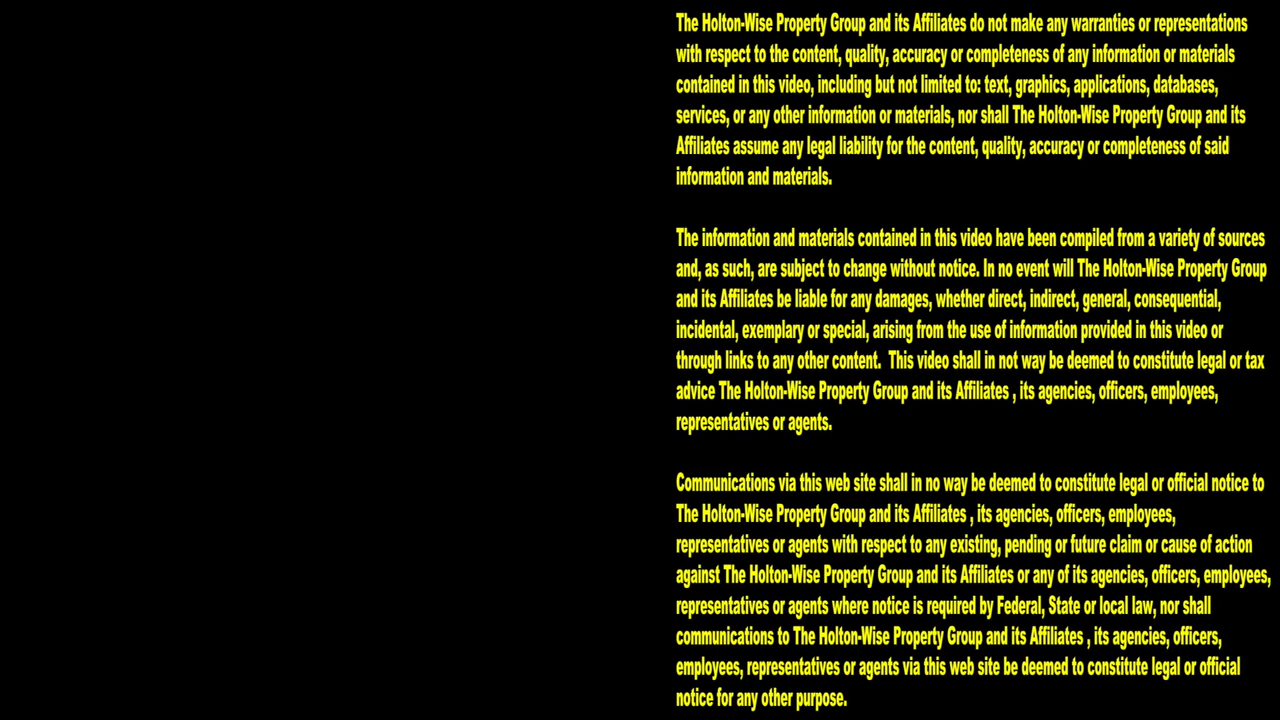 The Holton-Wise Property Group and its Affiliates do not make any warranties or representations
with respect to the content, quality, accuracy or completeness of any information or materials
contained in this video, including but not limited to: text, graphics, applications, databases,
services, or any other information or materials, nor shall The Holton-Wise Property Group and its
Affiliates assume any legal liability for the content, quality, accuracy or completeness of said
information and materials.
The information and materials contained in this video have been compiled from a variety of sources
and, as such, are subject to change without notice. In no event will The Holton-Wise Property Group
and its Affiliates be liable for any damages, whether direct, indirect, general, consequential,
incidental, exemplary or special, arising from the use of information provided in this video or
through links to any other content.  This video shall in not way be deemed to constitute legal or tax
advice The Holton-Wise Property Group and its Affiliates , its agencies, officers, employees,
representatives or agents.
Communications via this web site shall in no way be deemed to constitute legal or official notice to
The Holton-Wise Property Group and its Affiliates , its agencies, officers, employees,
representatives or agents with respect to any existing, pending or future claim or cause of action
against The Holton-Wise Property Group and its Affiliates or any of its agencies, officers, employees,
representatives or agents where notice is required by Federal, State or local law, nor shall
communications to The Holton-Wise Property Group and its Affiliates , its agencies, officers,
employees, representatives or agents via this web site be deemed to constitute legal or official
notice for any other purpose.